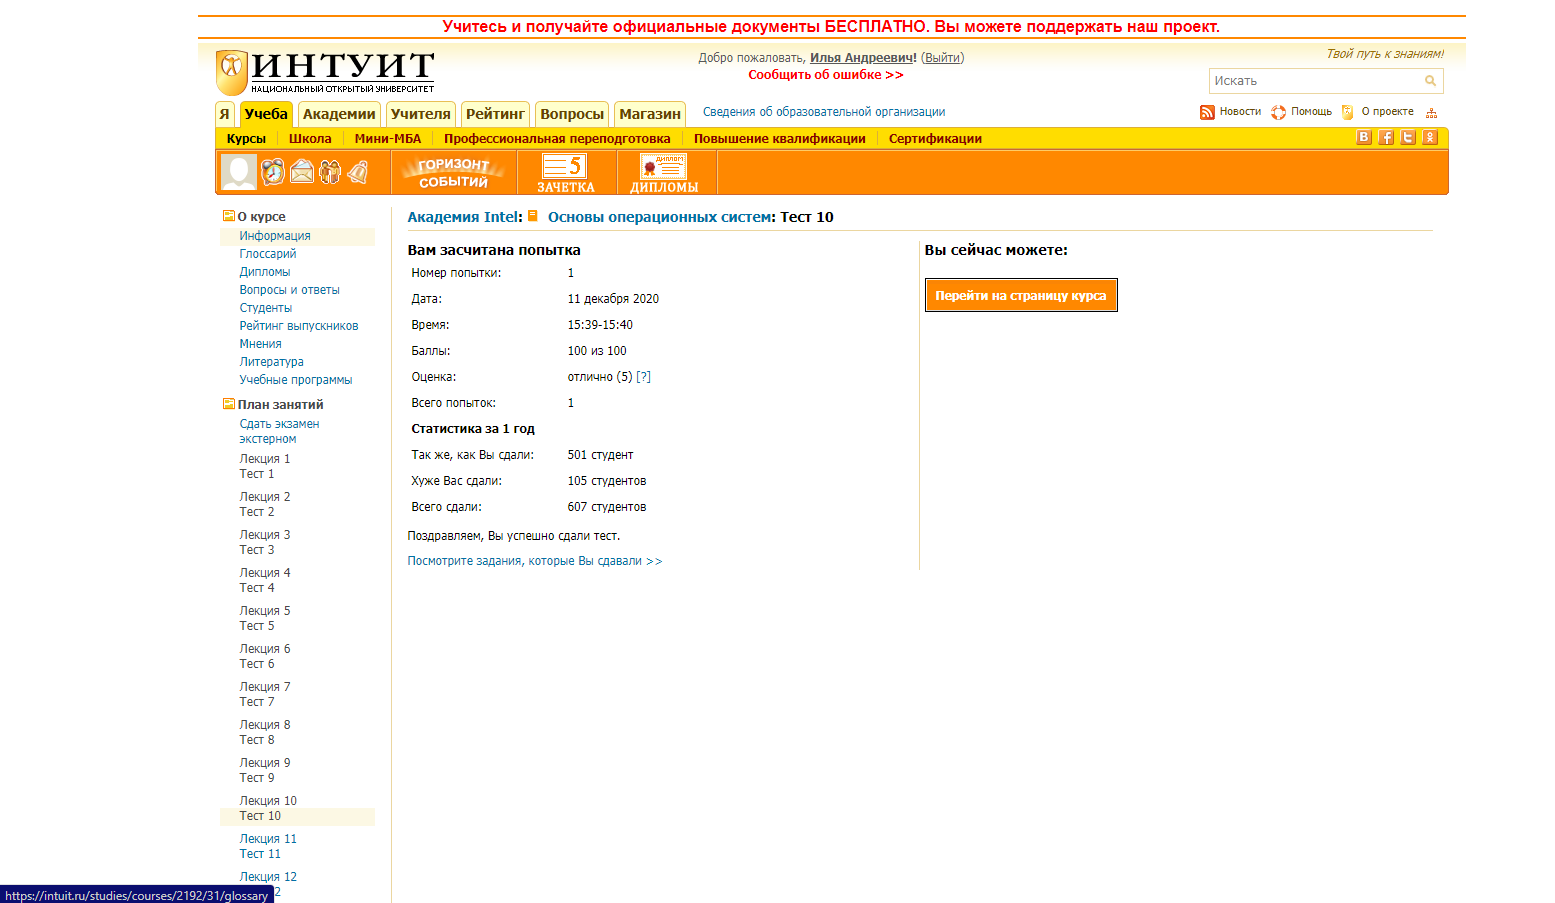 Учитесь и получайте официальные документы БЕСПЛАТНО. Вы можете поддержать наш проект.
ИНТУИТ
НАЦИОНАЛЬНЫЙ ОТКРЫТЫЙ УНИВЕРСИТЕТ
Добро пожаловать, Илья Андреевич! (Выйти)
Сообщить об ошибке >>
Твой путь к знаниям!
Искать
Я Учеба Академии Учителя Рейтинг Вопросы Магазин Сведения об образовательной организации Новости Помощь О проекте
Курсы Школа Мини-МБА Профессиональная переподготовка Повышение квалификации Сертификации
ГОРИЗОНТ СОБЫТИЙ
5 ЗАЧЕТКА
ДИПЛОМ ДИПЛОМЫ
О курсе
Информация
Глоссарий
Дипломы
Вопросы и ответы
Студенты
Рейтинг выпускников
Мнения
Литература
Учебные программы
План занятий
Сдать экзамен
экстерном
Лекция 1
Тест 1
Лекция 2
Тест 2
Лекция 3
Тест 3
Лекция 4
Тест 4
Лекция 5
Тест 5
Лекция 6
Тест 6
Лекция 7
Тест 7
Лекция 8
Тест 8
Лекция 9
Тест 9
Лекция 10
Тест 10
Лекция 11
Тест 11
Лекция 12
2
Академия Intel: Основы операционных систем: Тест 10
Вам засчитана попытка
Номер попытки: 1
Дата: 11 декабря 2020
Время: 15:39-15:40
Баллы: 100 из 100
Оценка: отлично (5) [?]
Всего попыток: 1
Статистика за 1 год
Так же, как Вы сдали: 501 студент
Хуже Вас сдали: 105 студентов
Всего сдали: 607 студентов
Поздравляем, Вы успешно сдали тест.
Посмотрите задания, которые Вы сдавали >>
Вы сейчас можете:
Перейти на страницу курса
https://intuit.ru/studies/courses/2192/31/glossary